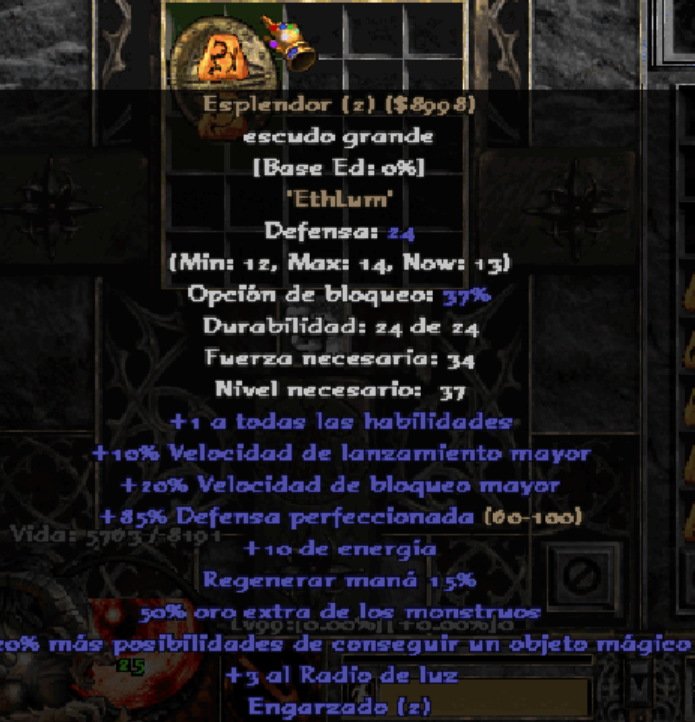 Esplendor (2) ($8998)
escudo grande
[Base Ed: 0%]
'EthLum'
Defensa: 24
(Min: 12, Max: 14, Now: 13)
Opción de bloqueo: 37%
Durabilidad: 24 de 24
Fuerza necesaria: 34
Nivel necesario: 37
+1 a todas las habilidades
+10% Velocidad de lanzamiento mayor
+20% Velocidad de bloqueo mayor
+85% Defensa perfeccionada (60-100)
Vida:
+10 de energía
Regenerar maná 15%
50% oro extra de los monstruos
20% más posibilidades de conseguir un objeto mágico
25
+3 al Radio de luz
Engarzado (2)